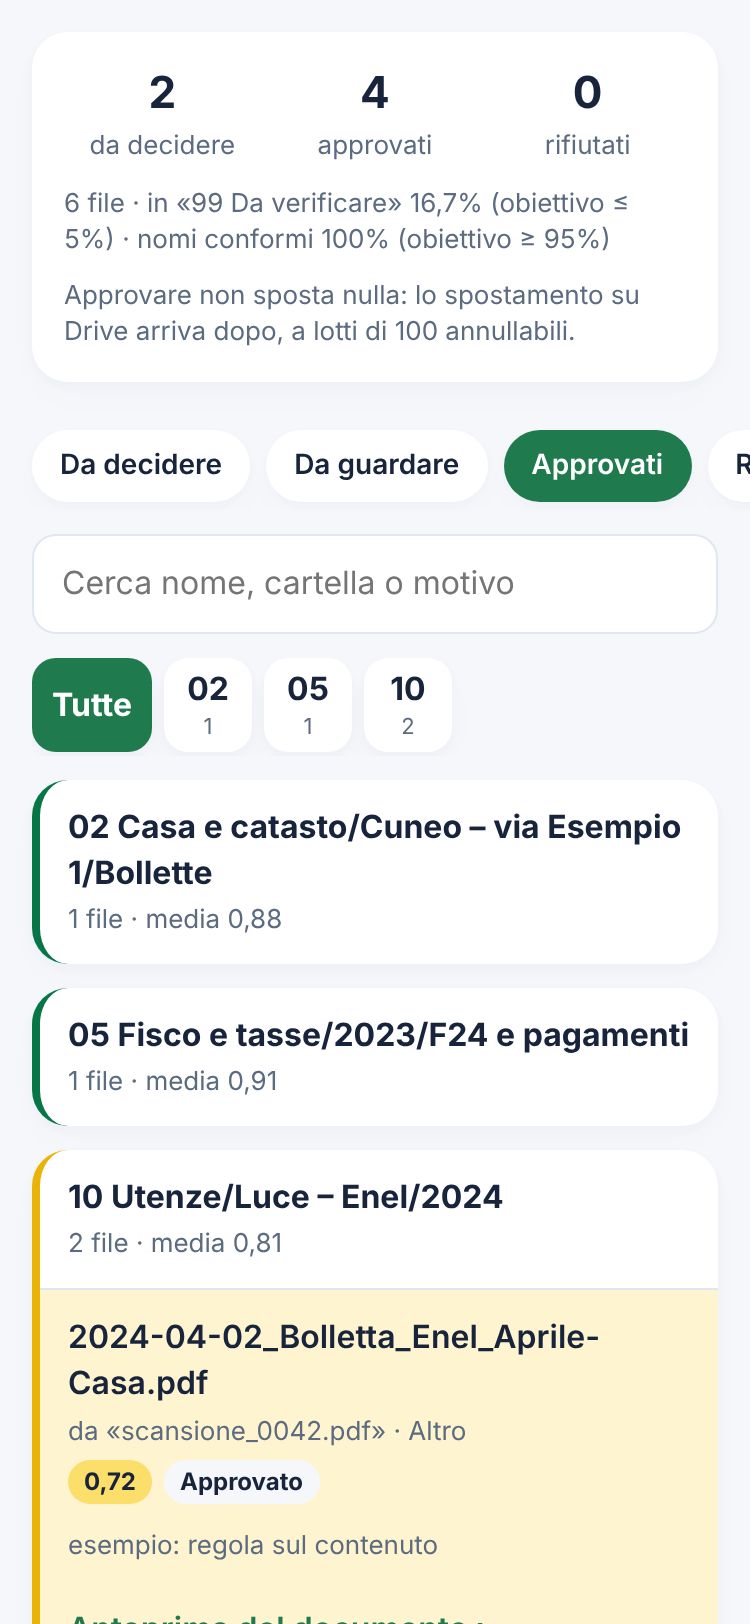 2 4 0
da decidere approvati rifiutati
6 file · in «99 Da verificare» 16,7% (obiettivo ≤
5%) · nomi conformi 100% (obiettivo ≥ 95%)
Approvare non sposta nulla: lo spostamento su
Drive arriva dopo, a lotti di 100 annullabili.
Da decidere Da guardare Approvati R
Cerca nome, cartella o motivo
Tutte 02 05 10
1 1 2
02 Casa e catasto/Cuneo – via Esempio
1/Bollette
1 file · media 0,88
05 Fisco e tasse/2023/F24 e pagamenti
1 file · media 0,91
10 Utenze/Luce – Enel/2024
2 file · media 0,81
2024-04-02_Bolletta_Enel_Aprile-
Casa.pdf
da «scansione_0042.pdf» · Altro
0,72 Approvato
esempio: regola sul contenuto
Anteprima del documento